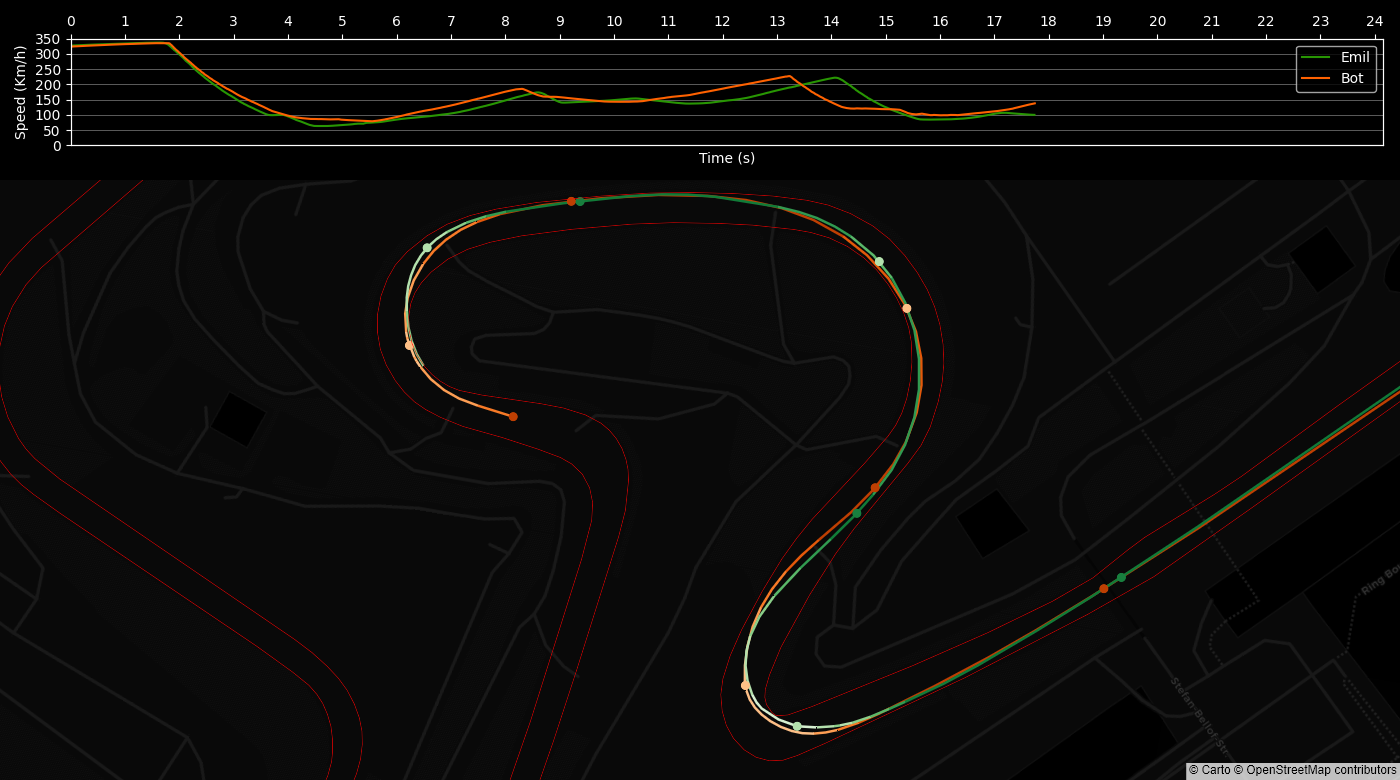 0 1 2 3 4 5 6 7 8 9 10 11 12 13 14 15 16 17 18 19 20 21 22 23 24
350
300
250
200
150
100
50
0
Speed (Km/h)
Emil
Bot
Time (s)
Ring Bo
Stefan-Bellof-Str
© Carto © OpenStreetMap contributors